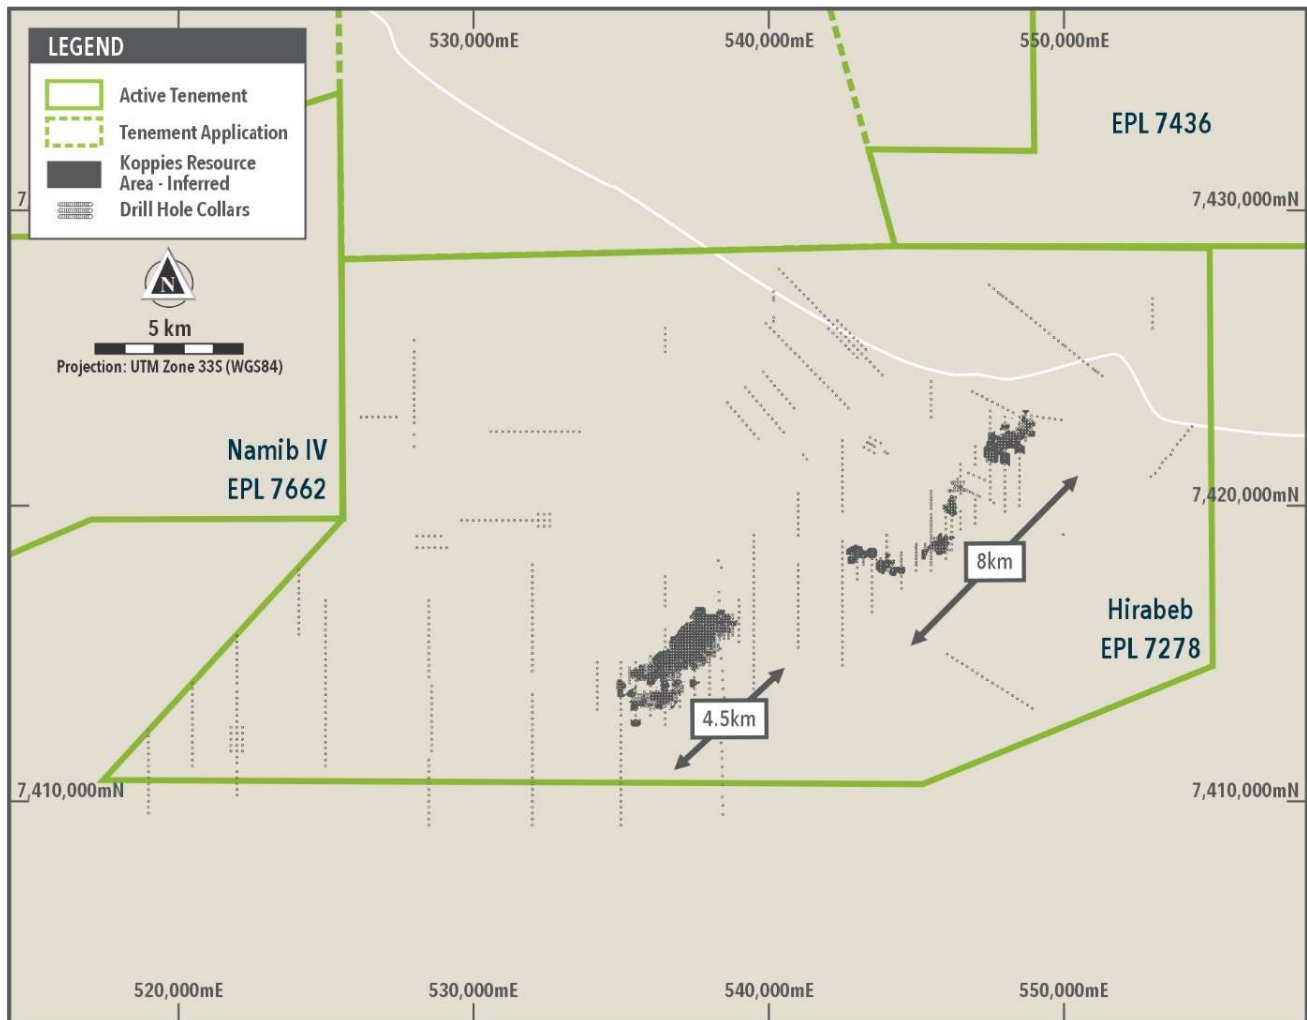 530,000mE
540,000mE
550,000mE
LEGEND
Active Tenement
Tenement Application
Koppies Resource
Area - Inferred
Drill Hole Collars
EPL 7436
7,430,000mN
N
5 km
Projection: UTM Zone 33S (WGS84)
Namib IV
EPL 7662
7,420,000mN
8km
Hirabeb
EPL 7278
4.5km
7,410,000mN
7,410,000mN
520,000mE
530,000mE
540,000mE
550,000mE